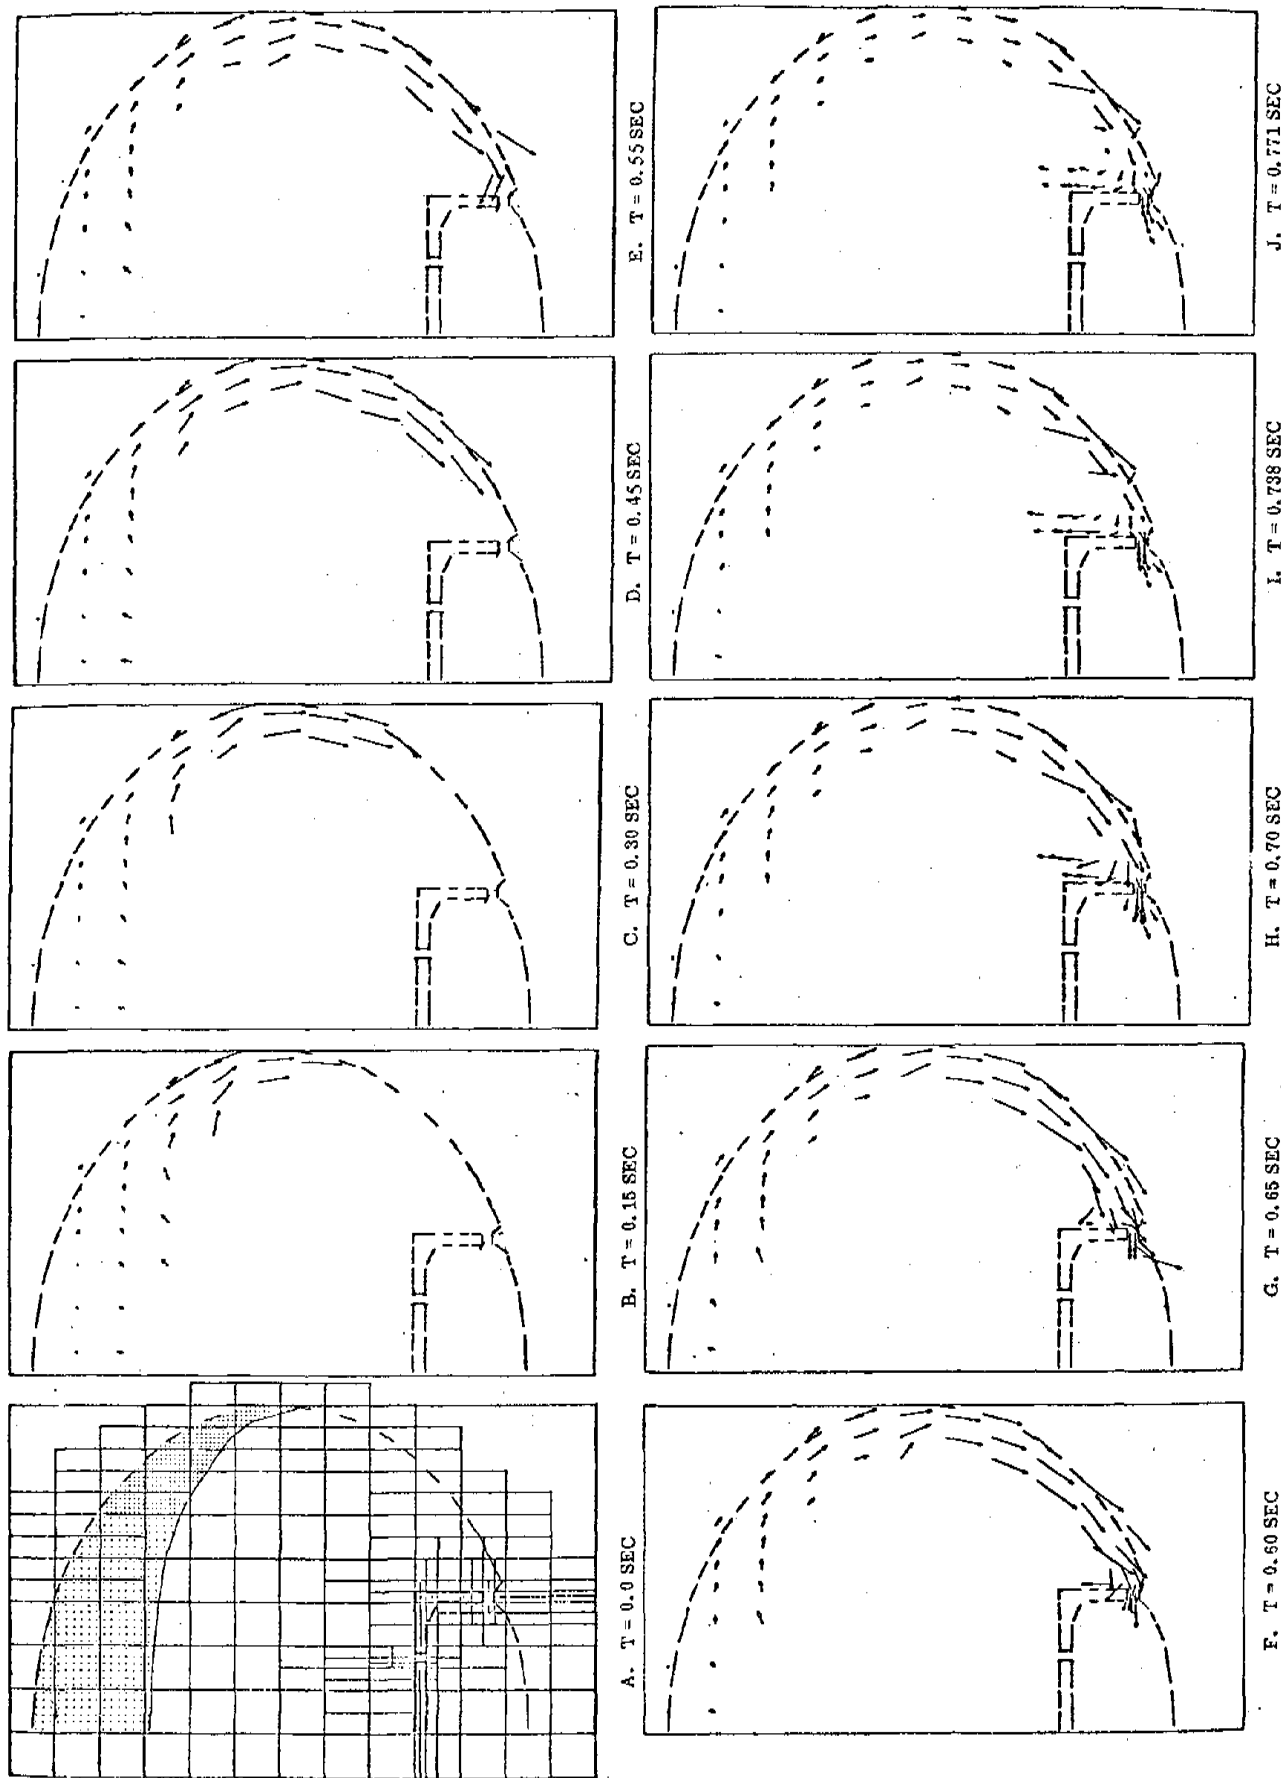 A. T = 0.0 SEC
B. T = 0.15 SEC
C. T = 0.30 SEC
D. T = 0.45 SEC
E. T = 0.55 SEC
F. T = 0.60 SEC
G. T = 0.65 SEC
H. T = 0.70 SEC
I. T = 0.738 SEC
J. T = 0.771 SEC